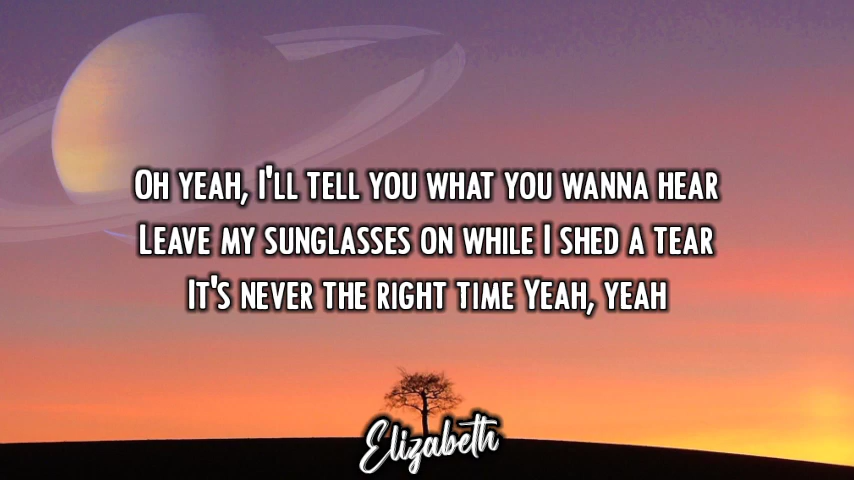 Oh yeah, I'll tell you what you wanna hear
Leave my sunglasses on while I shed a tear
It's never the right time Yeah, yeah
Elizabeth